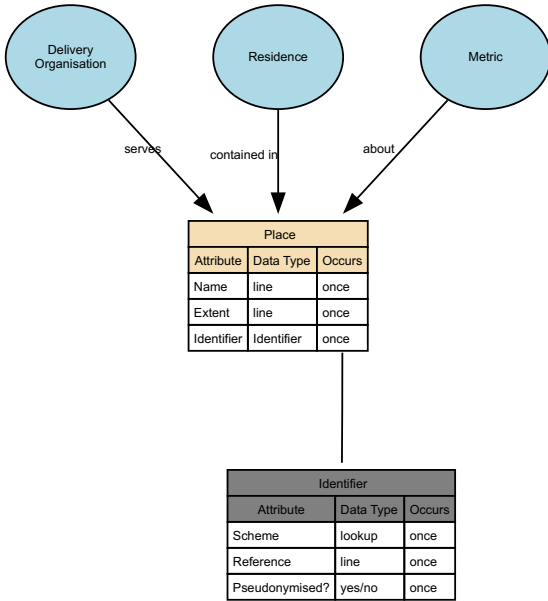 Delivery
Organisation
Residence
Metric
serves
contained in
about
Place
Attribute Data Type Occurs
Name line once
Extent line once
Identifier Identifier once
Identifier
Attribute Data Type Occurs
Scheme lookup once
Reference line once
Pseudonymised? yes/no once